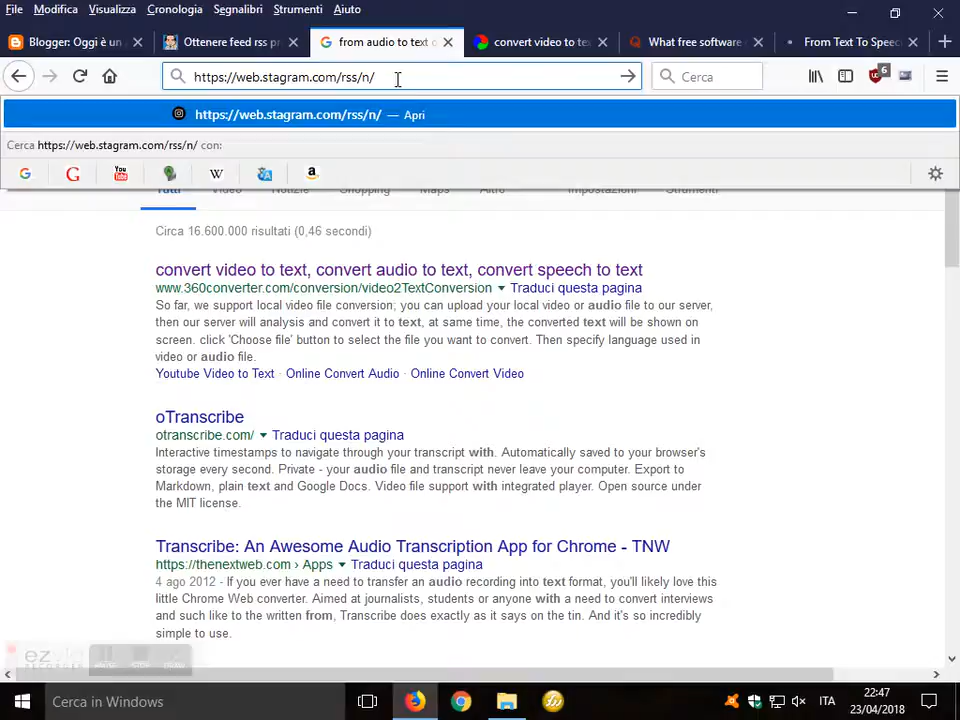 File Modifica Visualizza Cronologia Segnalibri Strumenti Aiuto
Blogger: Oggi è un Ottenere feed rss p from audio to text convert video to tex What free software From Text To Speec
https://web.stagram.com/rss/n/ Cerca 6
https://web.stagram.com/rss/n/ — Apri
Cerca https://web.stagram.com/rss/n/ con:
Tutti Video Notizie Shopping Maps Altro Impostazioni Strumenti
Circa 16.600.000 risultati (0,46 secondi)
convert video to text, convert audio to text, convert speech to text
www.360converter.com/conversion/video2TextConversion Traduci questa pagina
So far, we support local video file conversion; you can upload your local video or audio file to our server,
then our server will analysis and convert it to text, at same time, the converted text will be shown on
screen. click 'Choose file' button to select the file you want to convert. Then specify language used in
video or audio file.
Youtube Video to Text · Online Convert Audio · Online Convert Video
oTranscribe
otranscribe.com/ Traduci questa pagina
Interactive timestamps to navigate through your transcript with. Automatically saved to your browser's
storage every second. Private - your audio file and transcript never leave your computer. Export to
Markdown, plain text and Google Docs. Video file support with integrated player. Open source under
the MIT license.
Transcribe: An Awesome Audio Transcription App for Chrome - TNW
https://thenextweb.com › Apps Traduci questa pagina
4 ago 2012 - If you ever have a need to transfer an audio recording into text format, you'll likely love this
little Chrome Web converter. Aimed at journalists, students or anyone with a need to convert interviews
and such like to the written from, Transcribe does exactly as it says on the tin. And it's so incredibly
simple to use.
Cerca in Windows ITA 22:47
23/04/2018